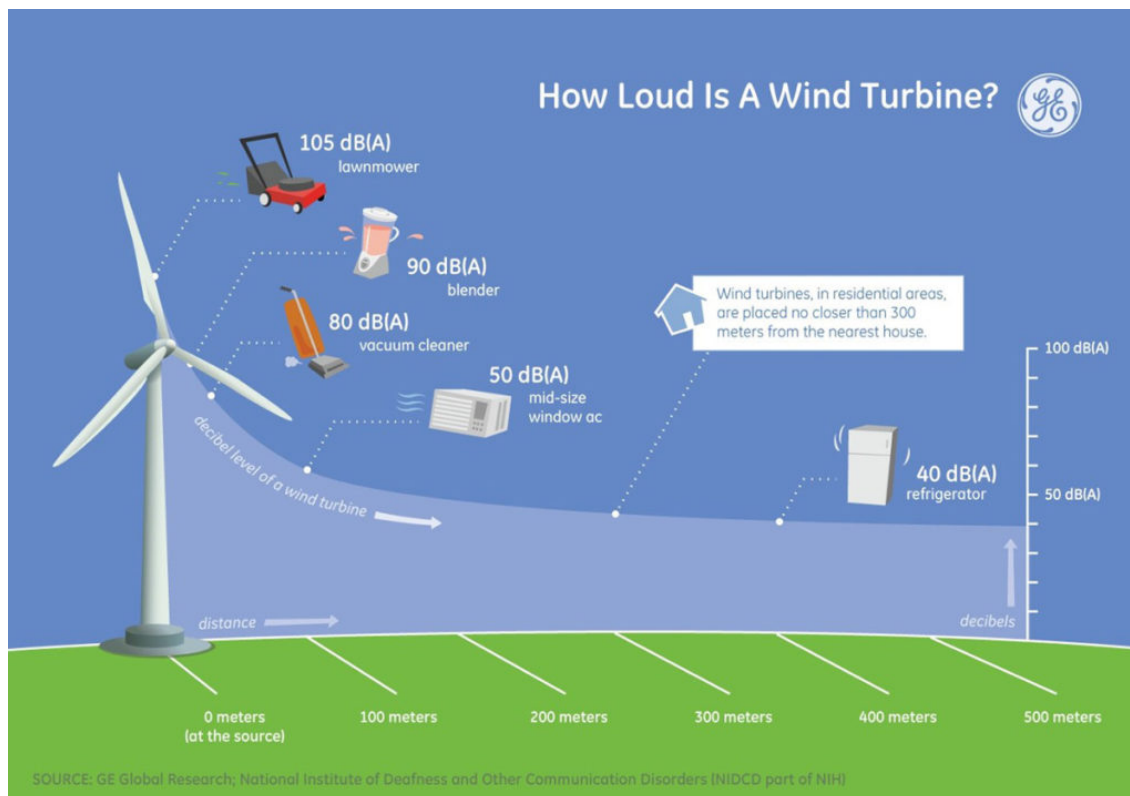 How Loud Is A Wind Turbine?
GE
105 dB(A)
lawnmower
90 dB(A)
blender
80 dB(A)
vacuum cleaner
50 dB(A)
mid-size
window ac
Wind turbines, in residential areas,
are placed no closer than 300
meters from the nearest house.
100 dB(A)
40 dB(A)
refrigerator
50 dB(A)
decibel level of a wind turbine
distance
decibels
0 meters
(at the source)
100 meters
200 meters
300 meters
400 meters
500 meters
SOURCE: GE Global Research; National Institute of Deafness and Other Communication Disorders (NIDCD part of NIH)